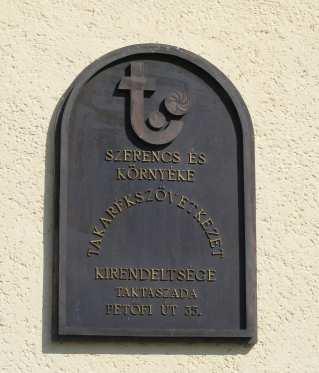 SZERENCS ÉS
KÖRNYÉKE
TAKARÉKSZÖVETKEZET
KIRENDELTSÉGE
TAKTASZADA
PETŐFI ÚT 35.